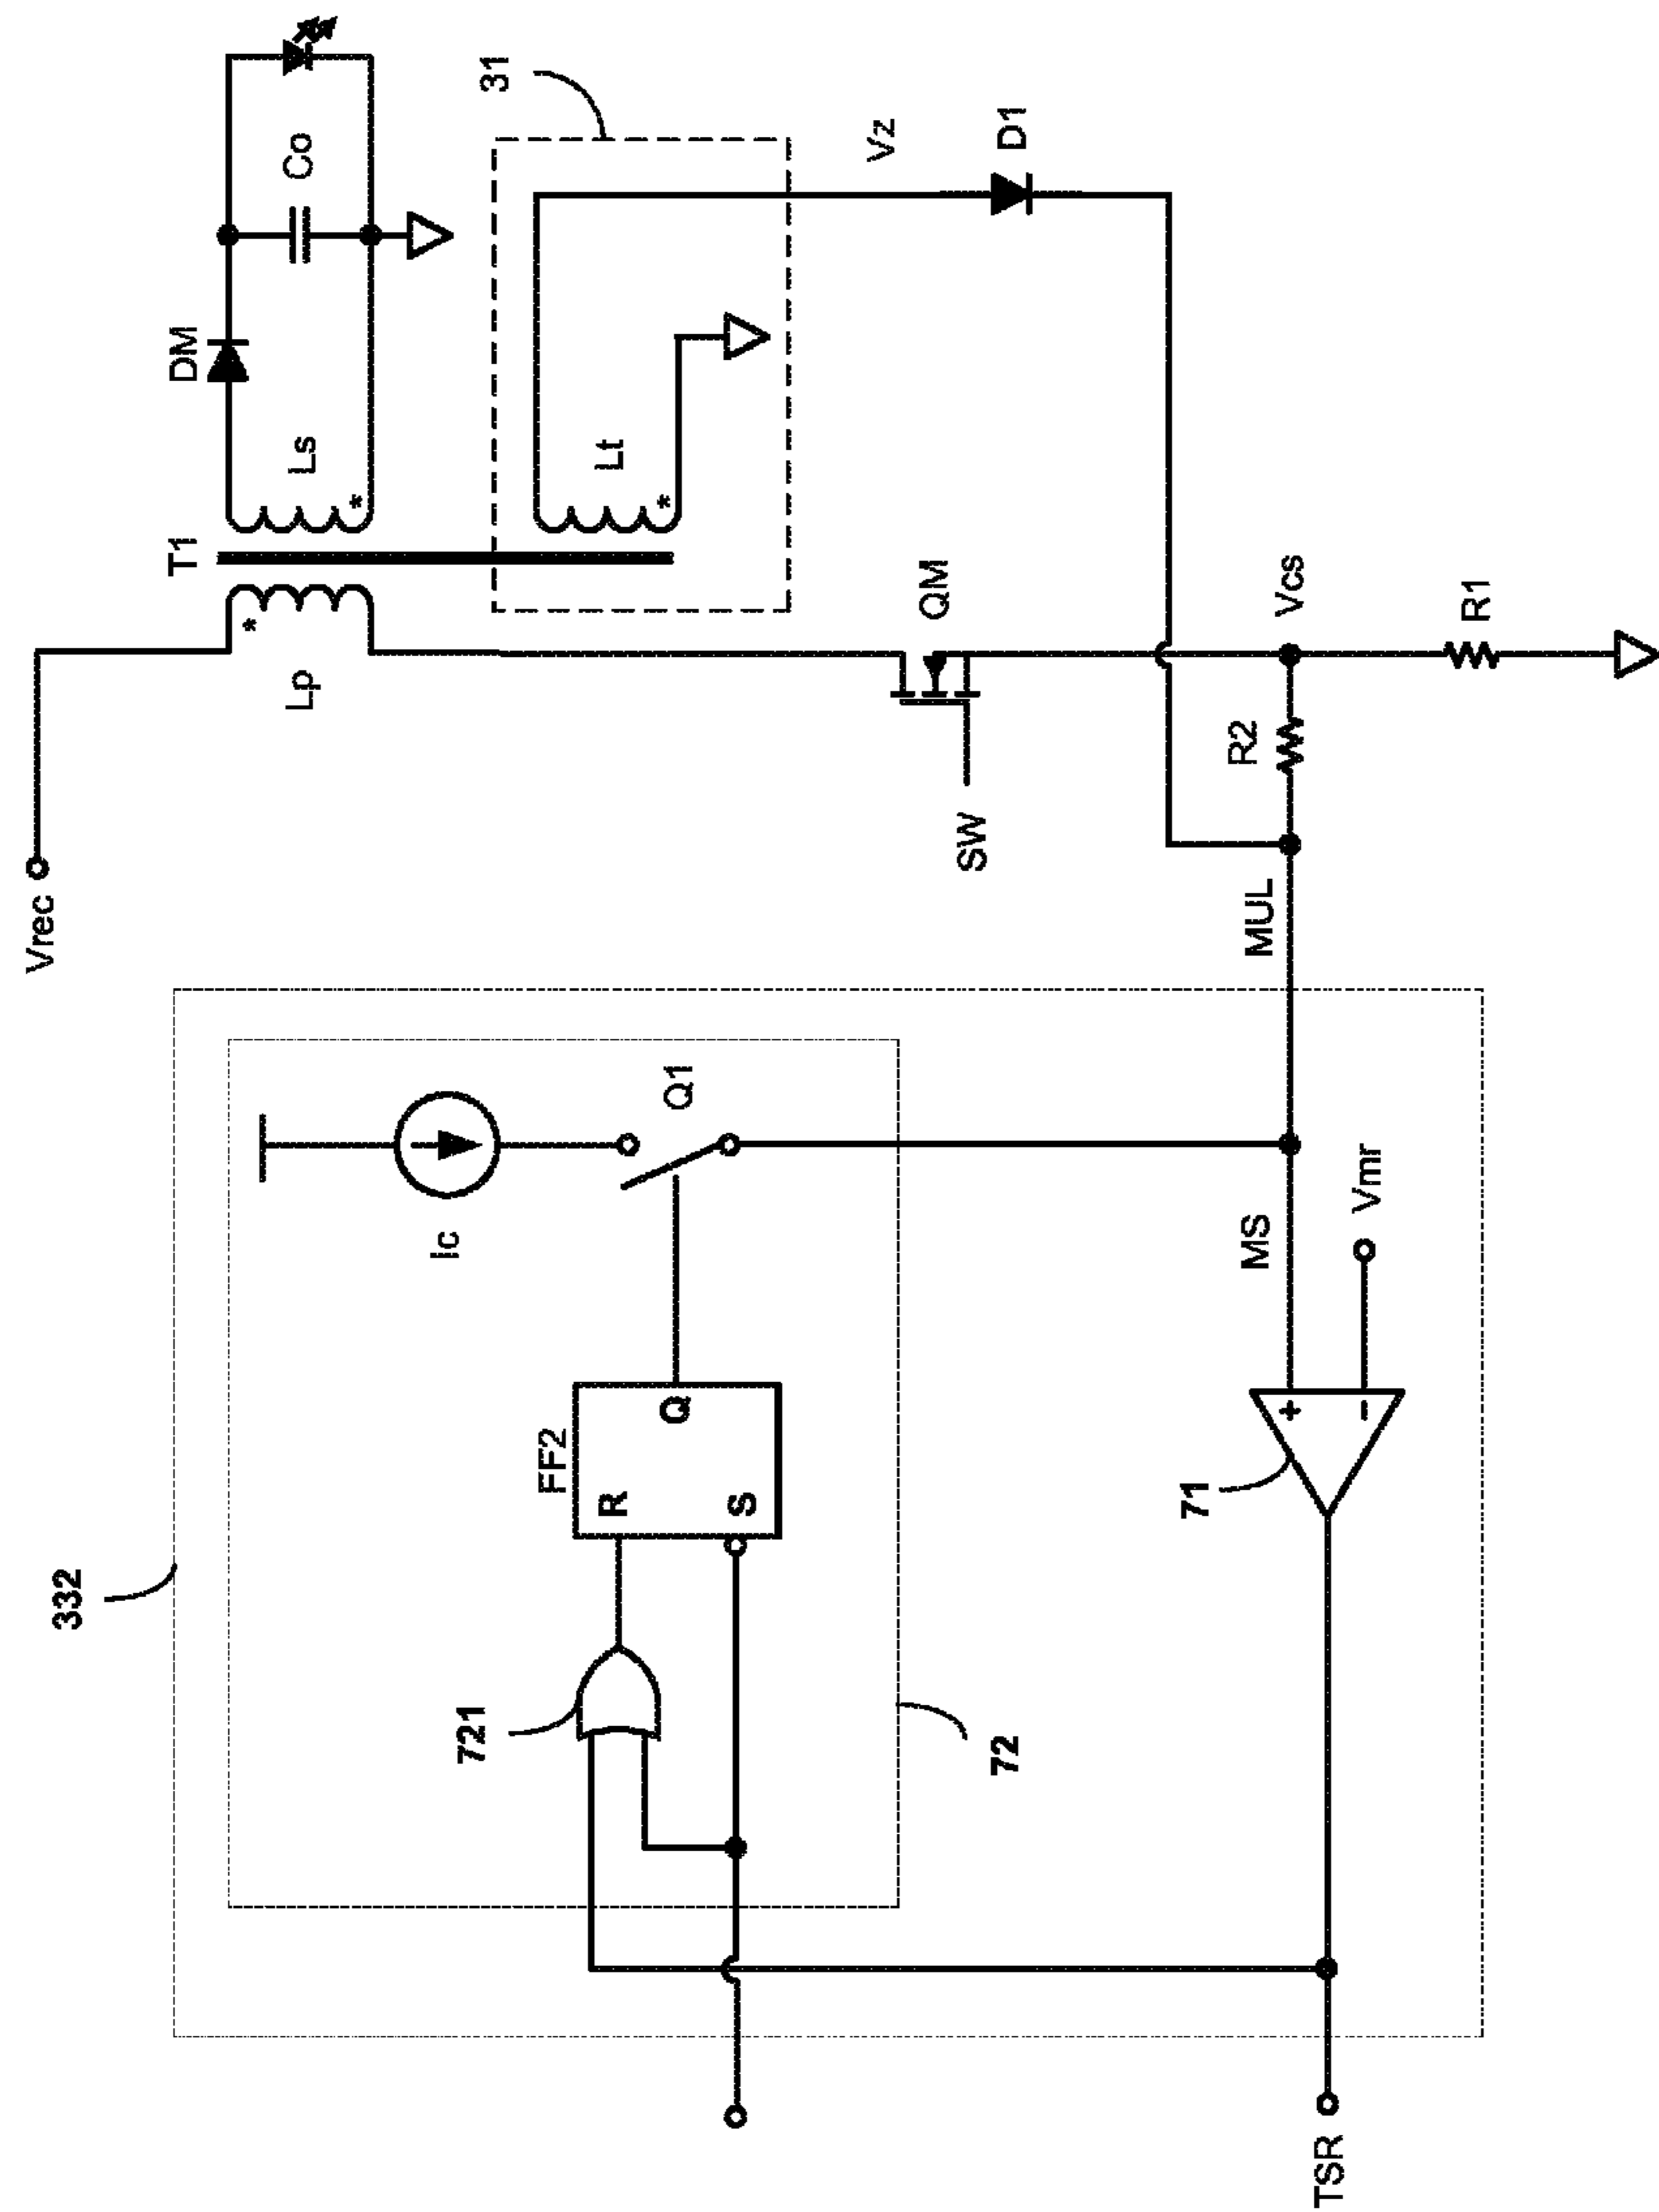 Vrec
T1
Lp
*
DM
Ls
*
Co
31
Lt
*
Vz
D1
QM
SW
Vcs
R1
R2
MUL
332
Ic
Q1
FF2
R
S
Q
721
72
MS
Vmr
71
+
-
TSR